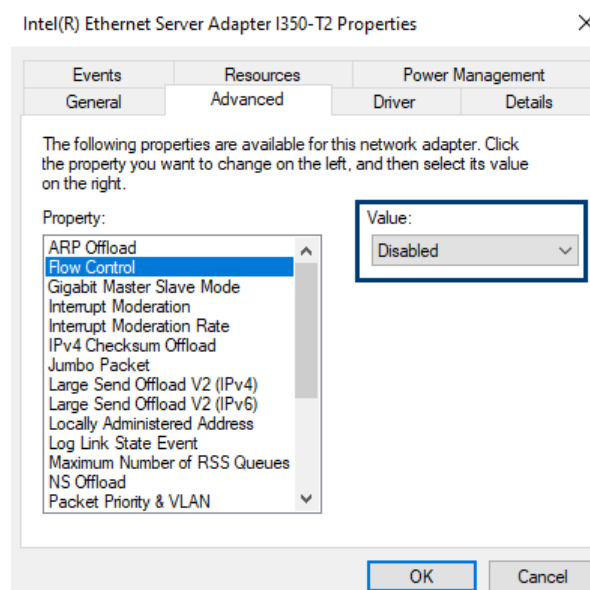 Intel(R) Ethernet Server Adapter I350-T2 Properties
Events Resources Power Management
General Advanced Driver Details
The following properties are available for this network adapter. Click
the property you want to change on the left, and then select its value
on the right.
Property:
Value:
Disabled
ARP Offload
Flow Control
Gigabit Master Slave Mode
Interrupt Moderation
Interrupt Moderation Rate
IPv4 Checksum Offload
Jumbo Packet
Large Send Offload V2 (IPv4)
Large Send Offload V2 (IPv6)
Locally Administered Address
Log Link State Event
Maximum Number of RSS Queues
NS Offload
Packet Priority & VLAN
OK Cancel